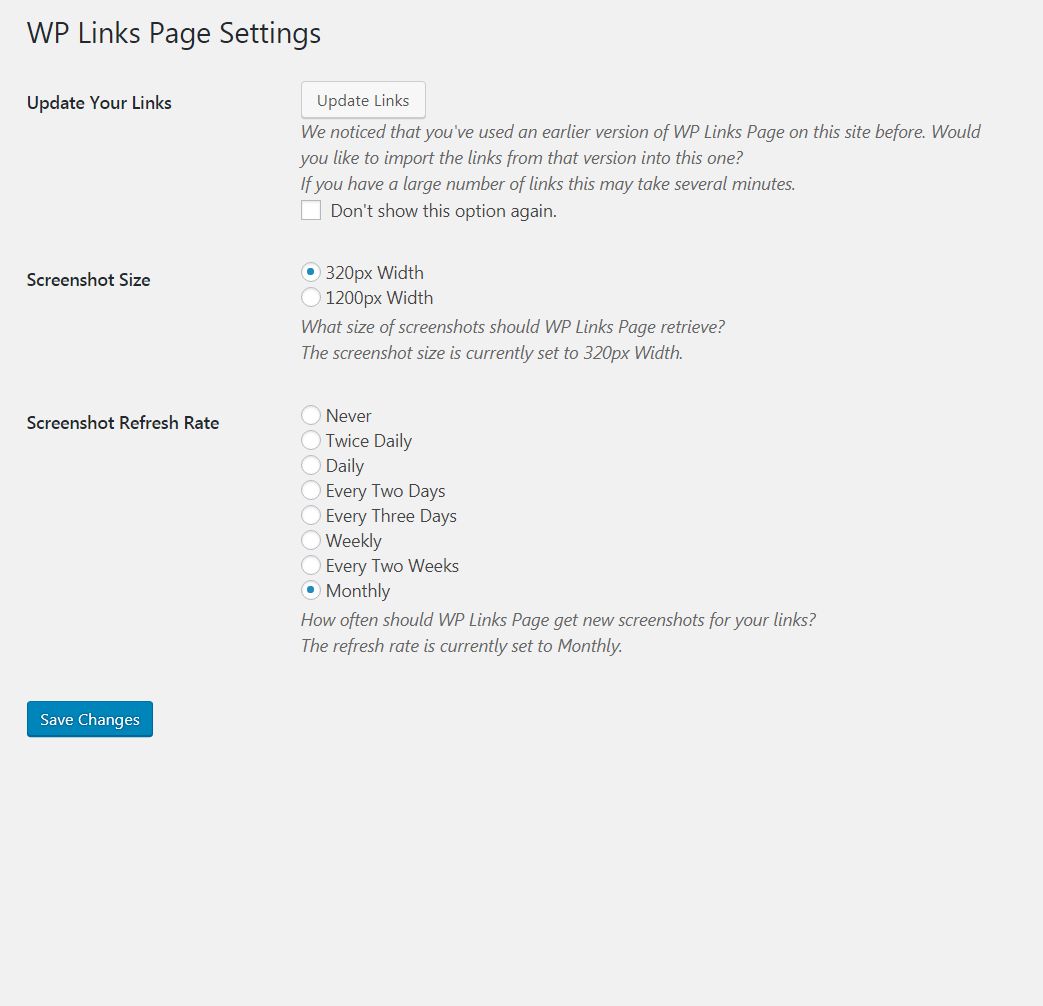 WP Links Page Settings
Update Your Links
Update Links
We noticed that you've used an earlier version of WP Links Page on this site before. Would
you like to import the links from that version into this one?
If you have a large number of links this may take several minutes.
Don't show this option again.
Screenshot Size
320px Width
1200px Width
What size of screenshots should WP Links Page retrieve?
The screenshot size is currently set to 320px Width.
Screenshot Refresh Rate
Never
Twice Daily
Daily
Every Two Days
Every Three Days
Weekly
Every Two Weeks
Monthly
How often should WP Links Page get new screenshots for your links?
The refresh rate is currently set to Monthly.
Save Changes